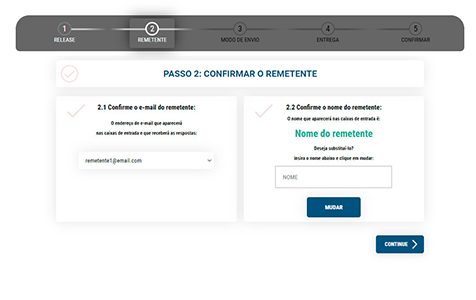 1 2 3 4 5
RELEASE REMETENTE MODO DE ENVIO ENTREGA CONFIRMAR
PASSO 2: CONFIRMAR O REMETENTE
2.1 Confirme o e-mail do remetente:
O endereço de e-mail que aparecerá
nas caixas de entrada e que receberá as respostas:
remetente1@email.com
2.2 Confirme o nome do remetente:
O nome que aparecerá nas caixas de entrada é:
Nome do remetente
Deseja substituí-lo?
Insira o nome abaixo e clique em mudar:
NOME
MUDAR
CONTINUE